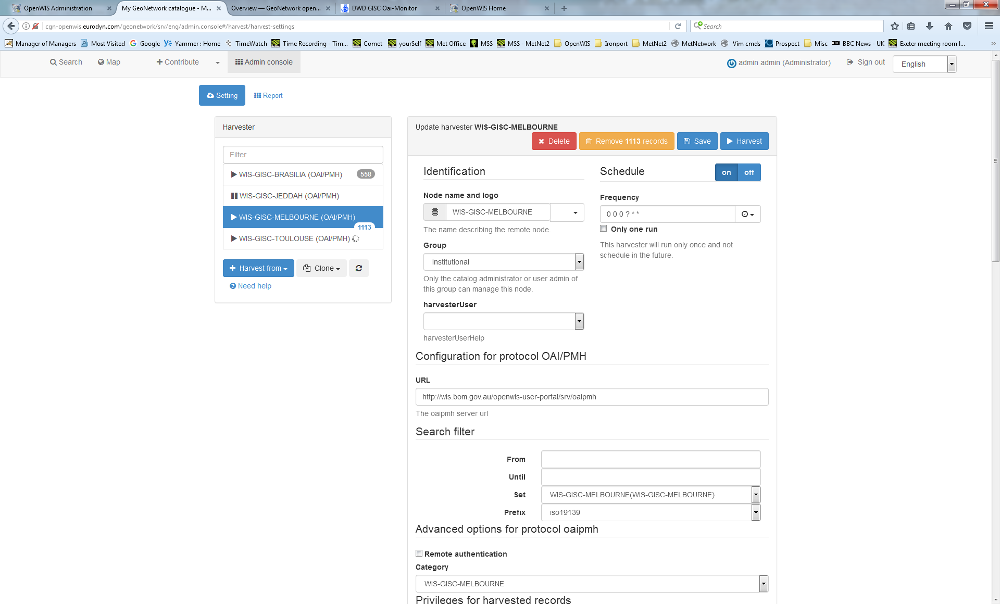 OpenWIS Administration
My GeoNetwork catalogue - M...
Overview — GeoNetwork open...
DWD GISC Oai-Monitor
OpenWIS Home
cgn-openwis.eurodyn.com/geonetwork/srv/eng/admin.console#/harvest/harvest-settings
Search
Manager of Managers
Most Visited
Google
Yammer : Home
TimeWatch
Time Recording - Tim...
Comet
yourSelf
Met Office
MSS
MSS - MetNet2
OpenWIS
Ironport
MetNet2
MetNetwork
Vim cmds
Prospect
Misc
BBC News - UK
Exeter meeting room l...
Search
Map
Contribute
Admin console
admin admin (Administrator)
Sign out
English
Setting
Report
Harvester
Filter
WIS-GISC-BRASILIA (OAI/PMH) 558
WIS-GISC-JEDDAH (OAI/PMH)
WIS-GISC-MELBOURNE (OAI/PMH)
1113
WIS-GISC-TOULOUSE (OAI/PMH)
Harvest from
Clone
Need help
Update harvester WIS-GISC-MELBOURNE
Delete
Remove 1113 records
Save
Harvest
Identification
Node name and logo
WIS-GISC-MELBOURNE
The name describing the remote node.
Group
Institutional
Only the catalog administrator or user admin of
this group can manage this node.
harvesterUser
harvesterUserHelp
Schedule
on off
Frequency
0 0 0 ? * *
Only one run
This harvester will run only once and not
schedule in the future.
Configuration for protocol OAI/PMH
URL
http://wis.bom.gov.au/openwis-user-portal/srv/oaipmh
The oaipmh server url
Search filter
From
Until
Set WIS-GISC-MELBOURNE(WIS-GISC-MELBOURNE)
Prefix iso19139
Advanced options for protocol oaipmh
Remote authentication
Category
WIS-GISC-MELBOURNE
Privileges for harvested records